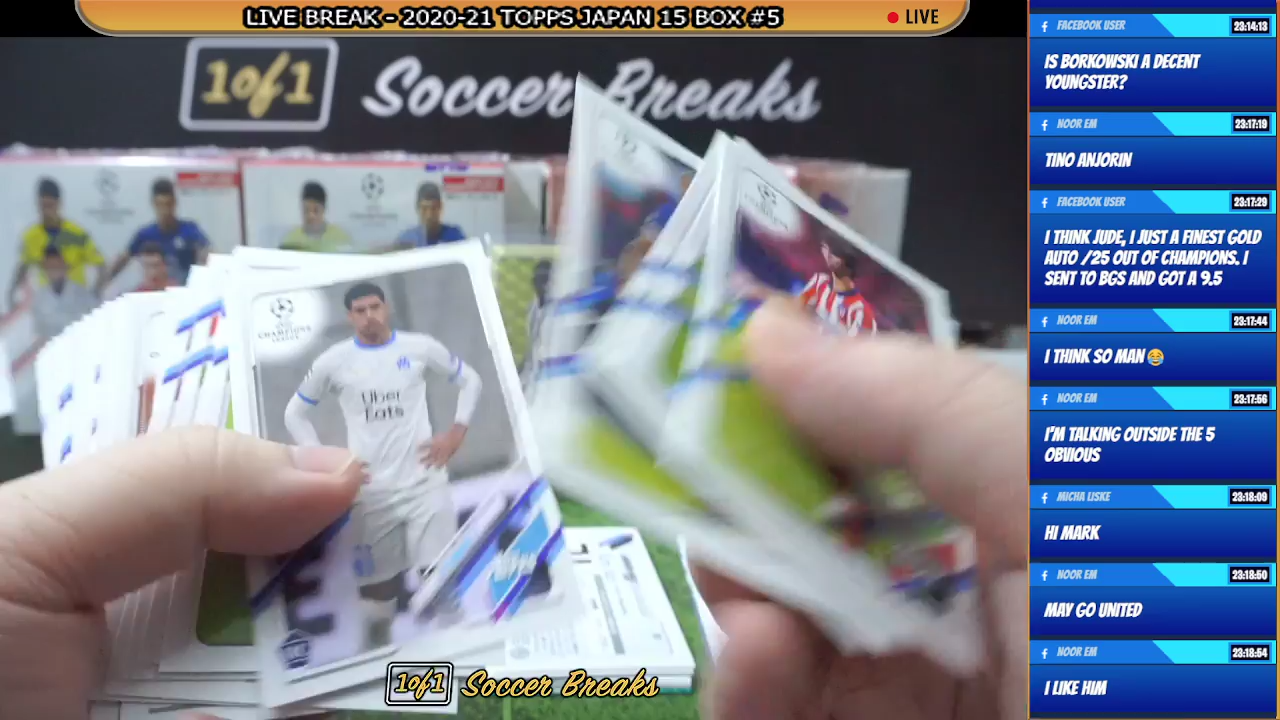 LIVE BREAK - 2020-21 TOPPS JAPAN 15 BOX #5
LIVE
1of1 Soccer Breaks
CHAMPIONS
LEAGUE
Uber
Eats
1of1 Soccer Breaks
FACEBOOK USER 23:14:13
IS BORKOWSKI A DECENT
YOUNGSTER?
NOOR EM 23:17:19
TINO ANJORIN
FACEBOOK USER 23:17:29
I THINK JUDE, I JUST A FINEST GOLD
AUTO /25 OUT OF CHAMPIONS. I
SENT TO BGS AND GOT A 9.5
NOOR EM 23:17:44
I THINK SO MAN 😂
NOOR EM 23:17:56
I'M TALKING OUTSIDE THE 5
OBVIOUS
MICHA LISKE 23:18:09
HI MARK
NOOR EM 23:18:50
MAY GO UNITED
NOOR EM 23:18:54
I LIKE HIM